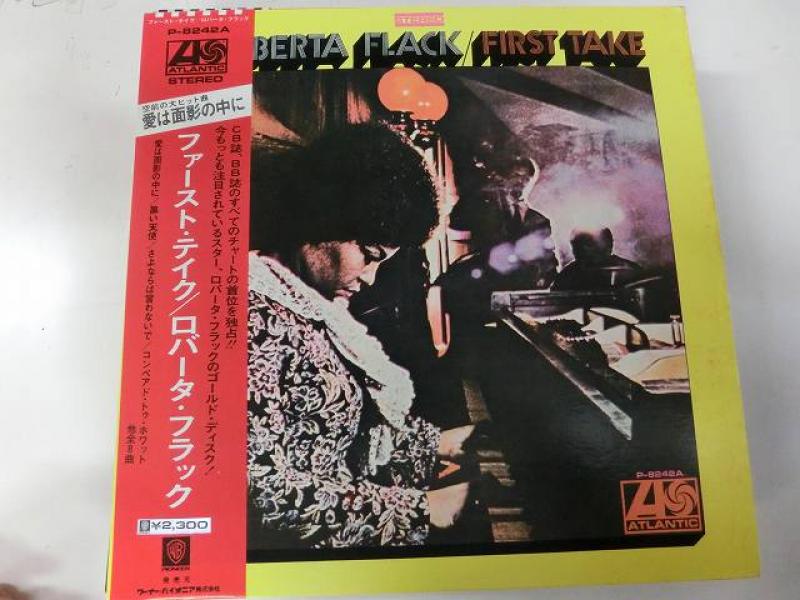 ファースト・テイク/ロバータ・フラック
P-8242A
ATLANTIC
STEREO
空前の大ヒット曲
愛は面影の中に
CB誌、BB誌のすべてのチャートの首位を独占!!
今もっとも注目されているスター、ロバータ・フラックのゴールド・ディスク!
ファースト・テイク/ロバータ・フラック
愛は面影の中に/黒い天使/さよならは言わないで/コンペアド・トゥ・ホワット
他全8曲
¥2,300
PIONEER
発売元
ワーナー・パイオニア株式会社
BERTA FLACK/FIRST TAKE
P-8242A
ATLANTIC